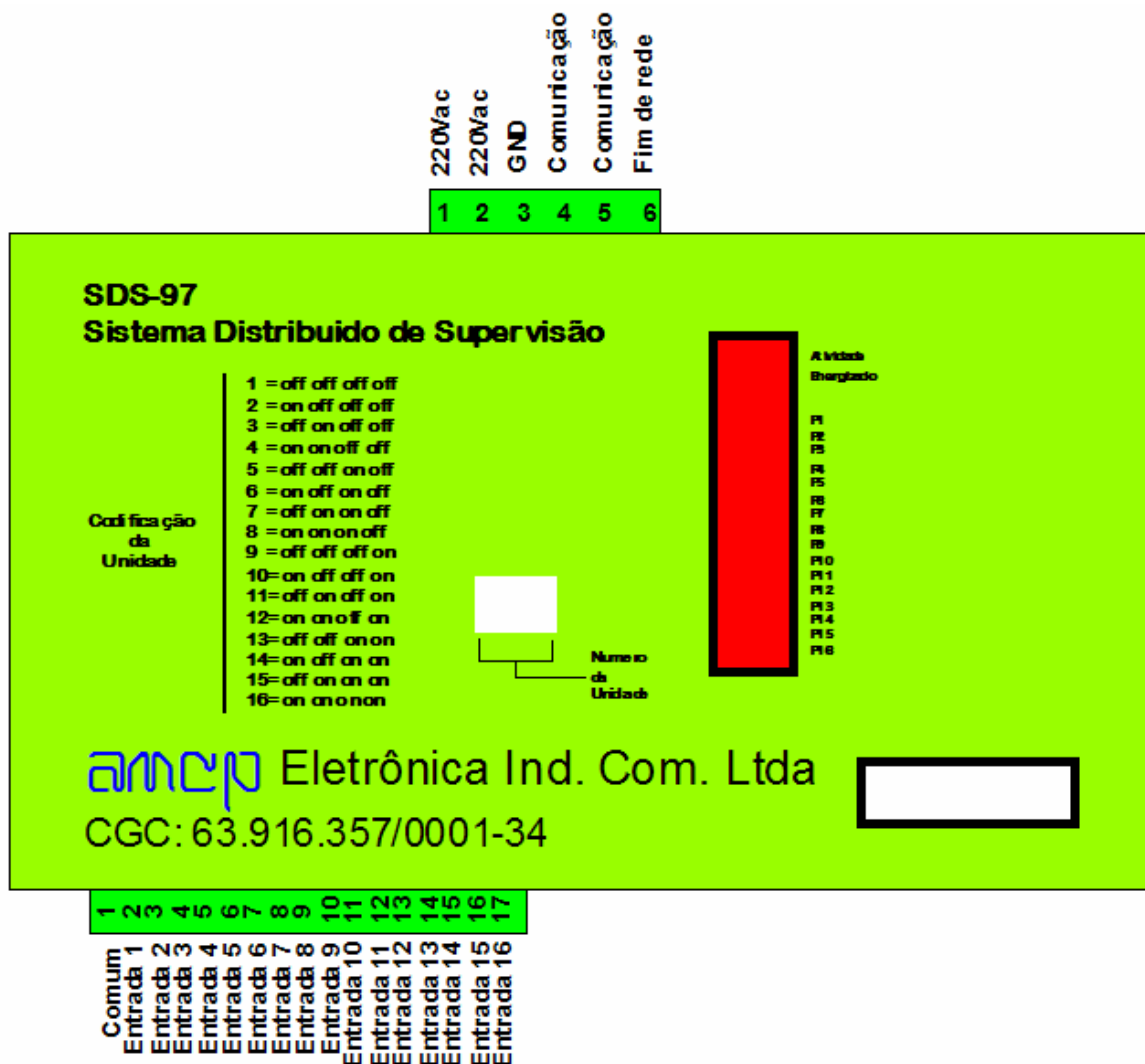 220Vac
220Vac
GND
Comunicação
Comunicação
Fim de rede
1 2 3 4 5 6
SDS-97
Sistema Distribuido de Supervisão
1 =off off off off
2 =on off off off
3 =off on off off
4 =on on off off
5 =off off on off
6 =on off on off
7 =off on on off
8 =on on on off
9 =off off off on
10=on off off on
11=off on off on
12=on on off on
13=off off on on
14=on off on on
15=off on on on
16=on on on on
Codificação
da
Unidade
Numero
da
Unidade
Atividade
Energizado
P1
P2
P3
P4
P5
P6
P7
P8
P9
P10
P11
P12
P13
P14
P15
P16
amcp Eletrônica Ind. Com. Ltda
CGC: 63.916.357/0001-34
1 2 3 4 5 6 7 8 9 10 11 12 13 14 15 16 17
Comum
Entrada 1
Entrada 2
Entrada 3
Entrada 4
Entrada 5
Entrada 6
Entrada 7
Entrada 8
Entrada 9
Entrada 10
Entrada 11
Entrada 12
Entrada 13
Entrada 14
Entrada 15
Entrada 16